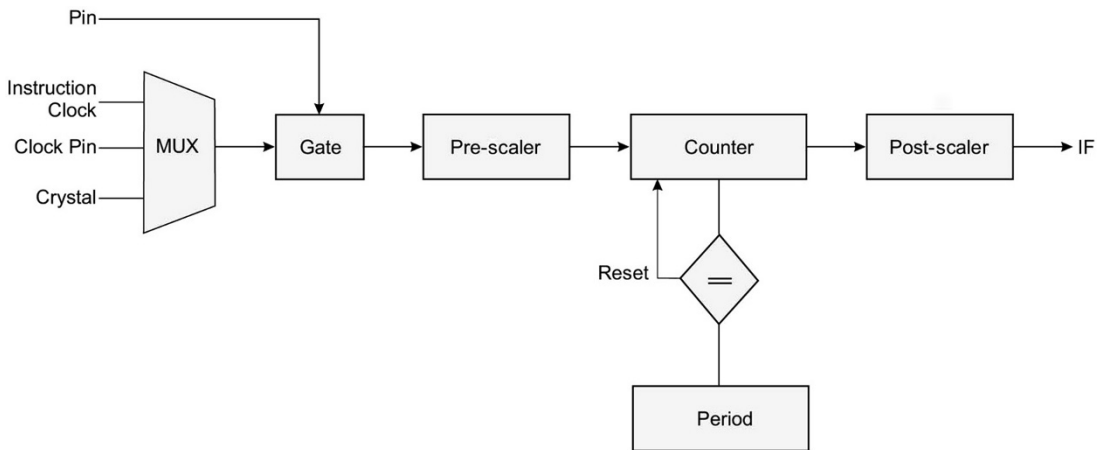 Pin
Instruction
Clock
Clock Pin
Crystal
MUX
Gate
Pre-scaler
Counter
Post-scaler
IF
Reset
=
Period